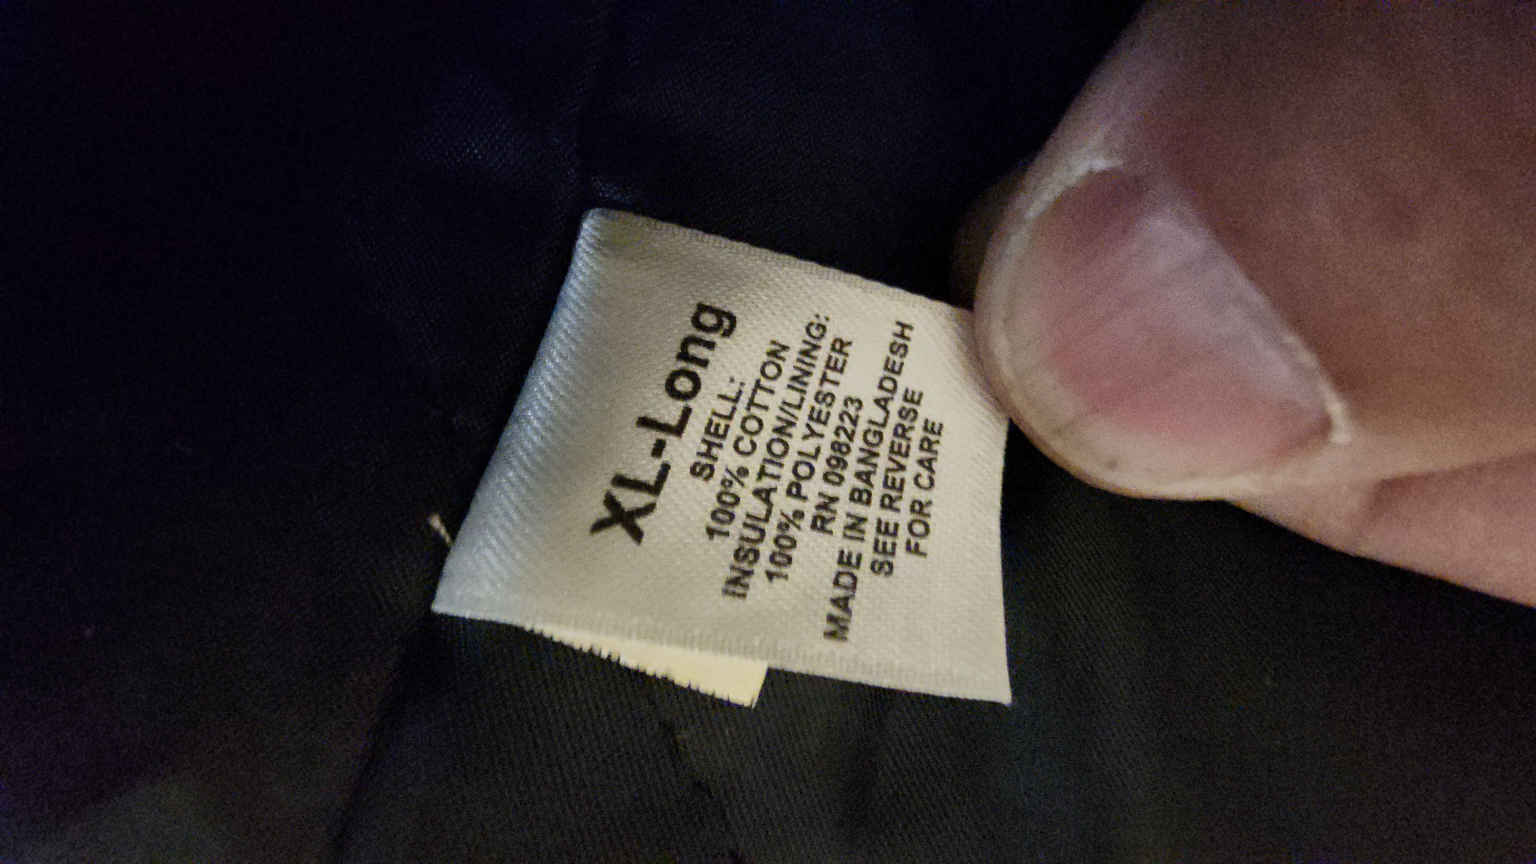 XL-Long
SHELL:
100% COTTON
INSULATION/LINING:
100% POLYESTER
RN 098223
MADE IN BANGLADESH
SEE REVERSE
FOR CARE